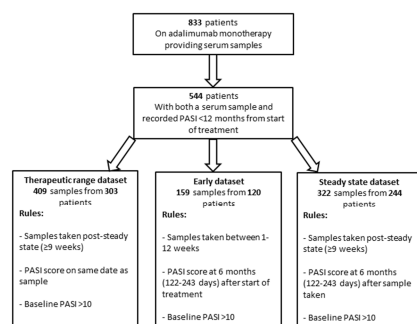 833 patients
On adalimumab monotherapy
providing serum samples
544 patients
With both a serum sample and
recorded PASI <12 months from start
of treatment
Therapeutic range dataset
409 samples from 303
patients
Rules:
- Samples taken post-steady
state (≥9 weeks)
- PASI score on same date as
sample
- Baseline PASI >10
Early dataset
159 samples from 120
patients
Rules:
- Samples taken between 1-
12 weeks
- PASI score at 6 months
(122-243 days) after start of
treatment
- Baseline PASI >10
Steady state dataset
322 samples from 244
patients
Rules:
- Samples taken post-steady
state (≥9 weeks)
- PASI score at 6 months
(122-243 days) after sample
taken
- Baseline PASI >10